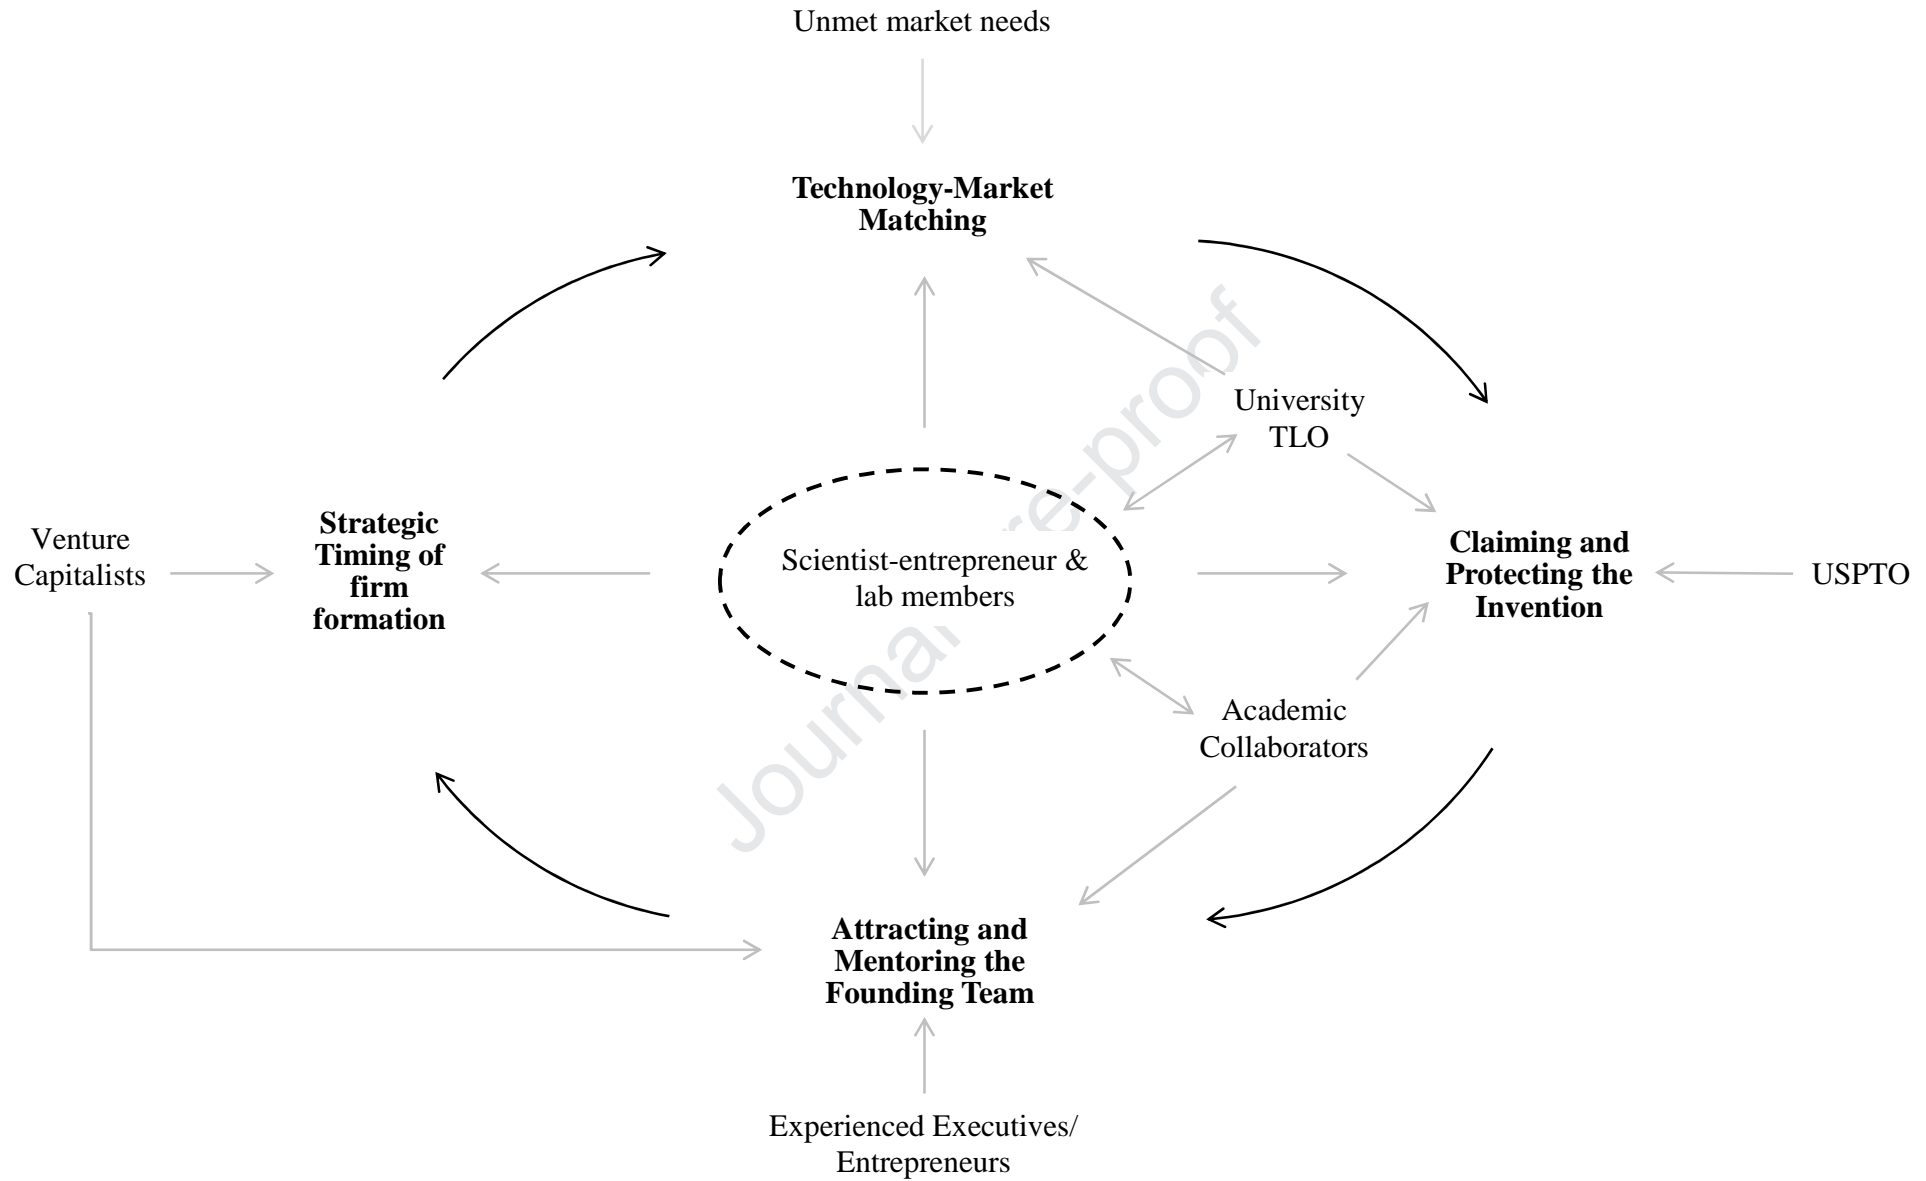 Unmet market needs
Technology-Market
Matching
University
TLO
Strategic
Timing of
firm
formation
Venture
Capitalists
Scientist-entrepreneur &
lab members
Claiming and
Protecting the
Invention
USPTO
Academic
Collaborators
Attracting and
Mentoring the
Founding Team
Experienced Executives/
Entrepreneurs
Journal
re-proof